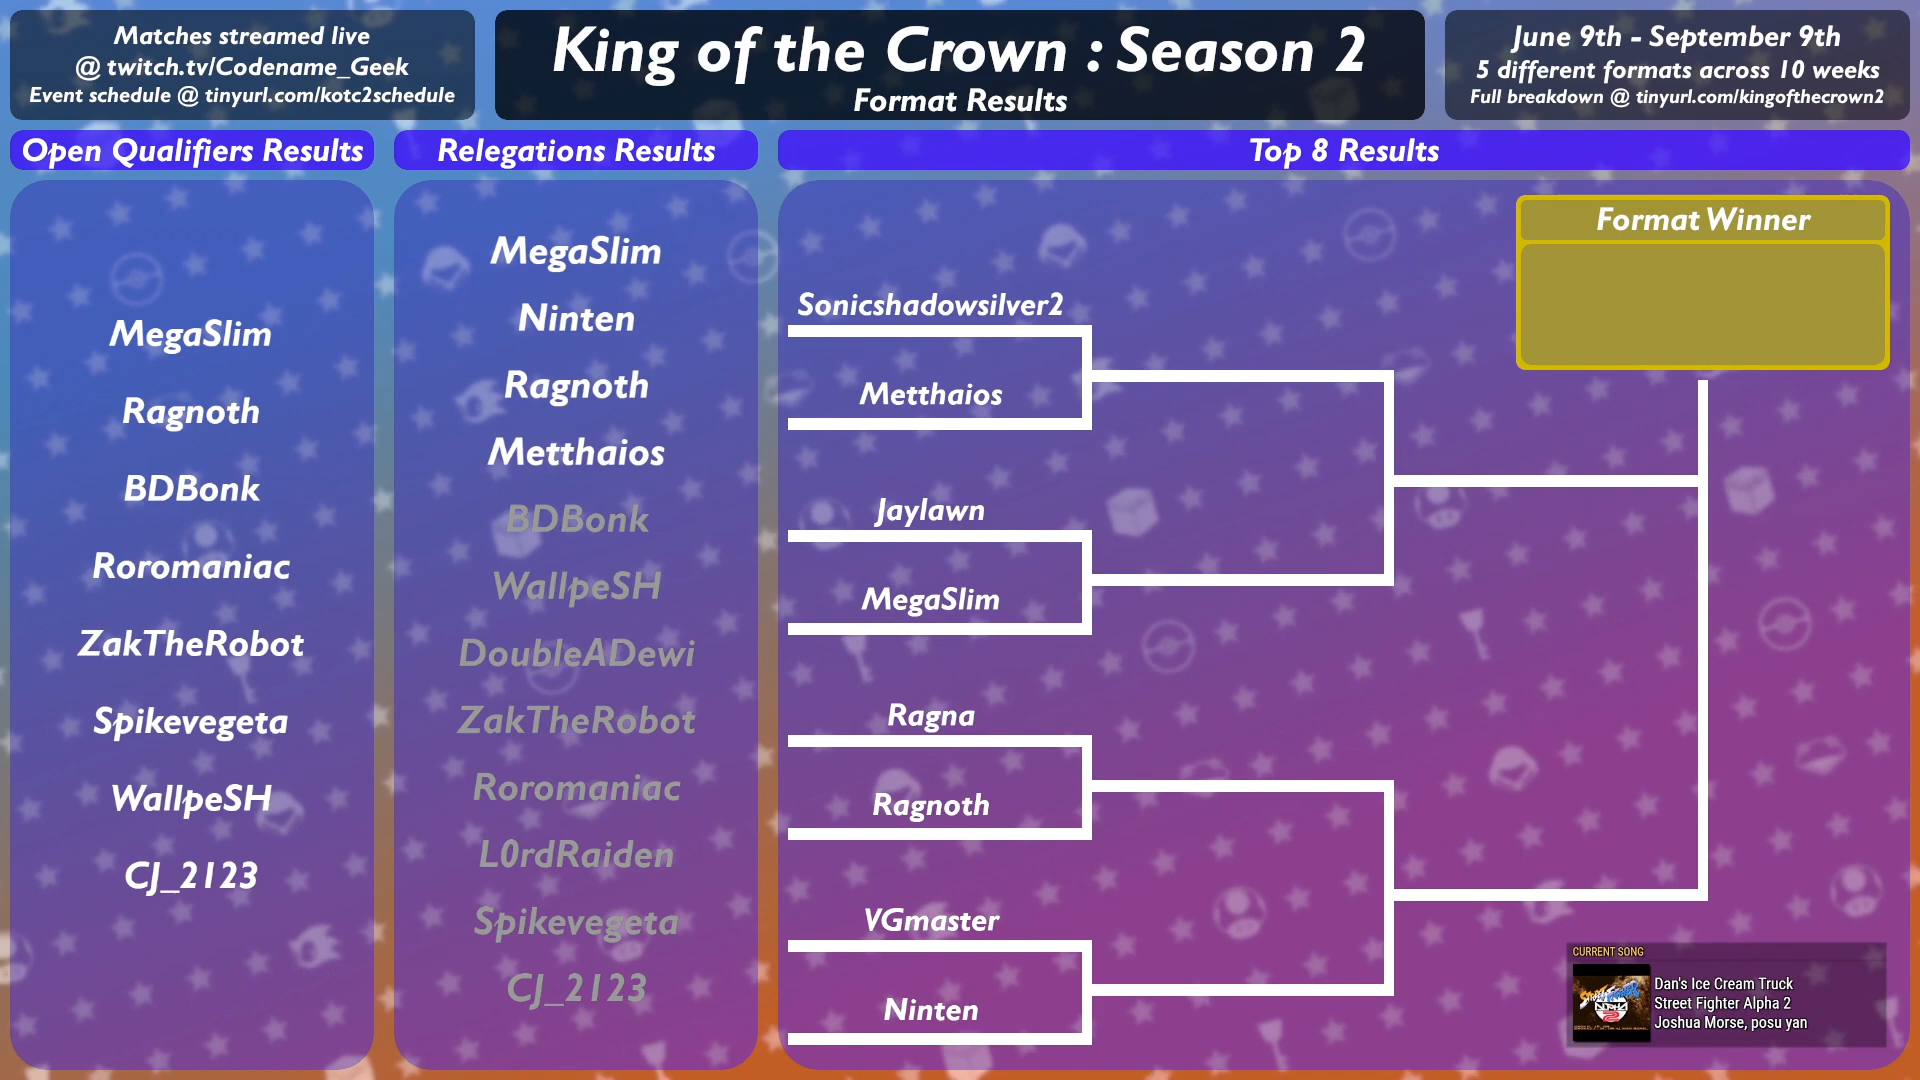 Matches streamed live
@ twitch.tv/Codename_Geek
Event schedule @ tinyurl.com/kotc2schedule
King of the Crown : Season 2
Format Results
June 9th - September 9th
5 different formats across 10 weeks
Full breakdown @ tinyurl.com/kingofthecrown2
Open Qualifiers Results
MegaSlim
Ragnoth
BDBonk
Roromaniac
ZakTheRobot
Spikevegeta
WallpeSH
CJ_2123
Relegations Results
MegaSlim
Ninten
Ragnoth
Metthaios
BDBonk
WallpeSH
DoubleADewi
ZakTheRobot
Roromaniac
L0rdRaiden
Spikevegeta
CJ_2123
Top 8 Results
Format Winner
Sonicshadowsilver2
Metthaios
Jaylawn
MegaSlim
Ragna
Ragnoth
VGmaster
Ninten
CURRENT SONG
Dan's Ice Cream Truck
Street Fighter Alpha 2
Joshua Morse, posu yan